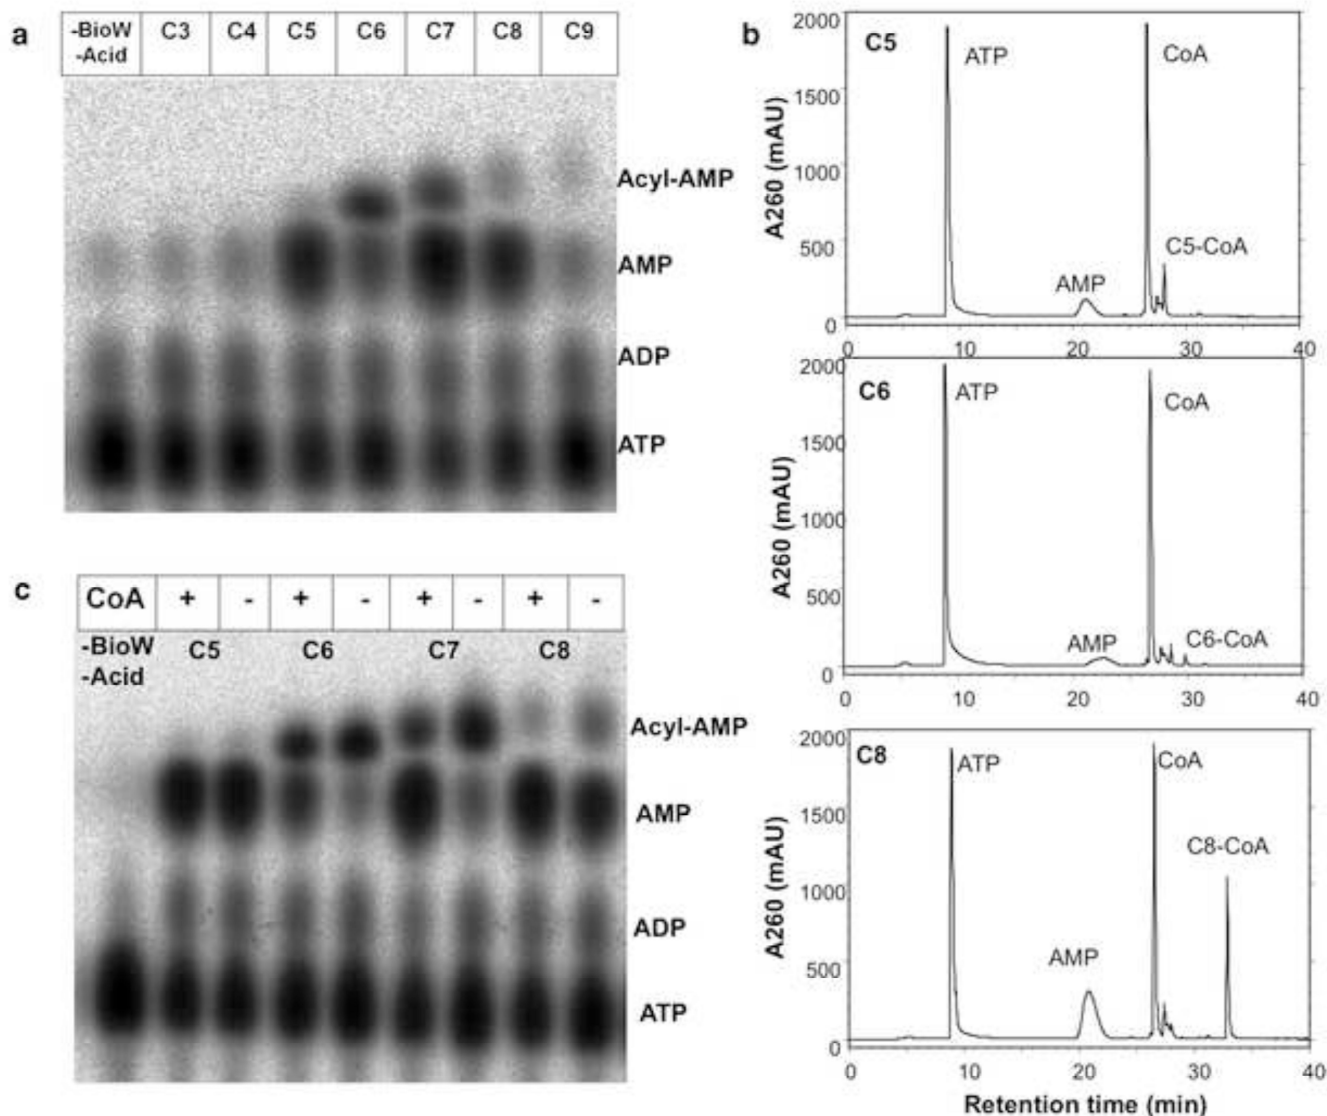 a
-BioW
-Acid
C3
C4
C5
C6
C7
C8
C9
Acyl-AMP
AMP
ADP
ATP
b
C5
2000
1500
1000
500
0
A260 (mAU)
ATP
AMP
CoA
C5-CoA
0
10
20
30
40
C6
2000
1500
1000
500
0
A260 (mAU)
ATP
AMP
CoA
C6-CoA
0
10
20
30
40
C8
2000
1500
1000
500
0
A260 (mAU)
ATP
AMP
CoA
C8-CoA
0
10
20
30
40
Retention time (min)
c
CoA + - + - + - + -
-BioW
-Acid
C5
C6
C7
C8
Acyl-AMP
AMP
ADP
ATP